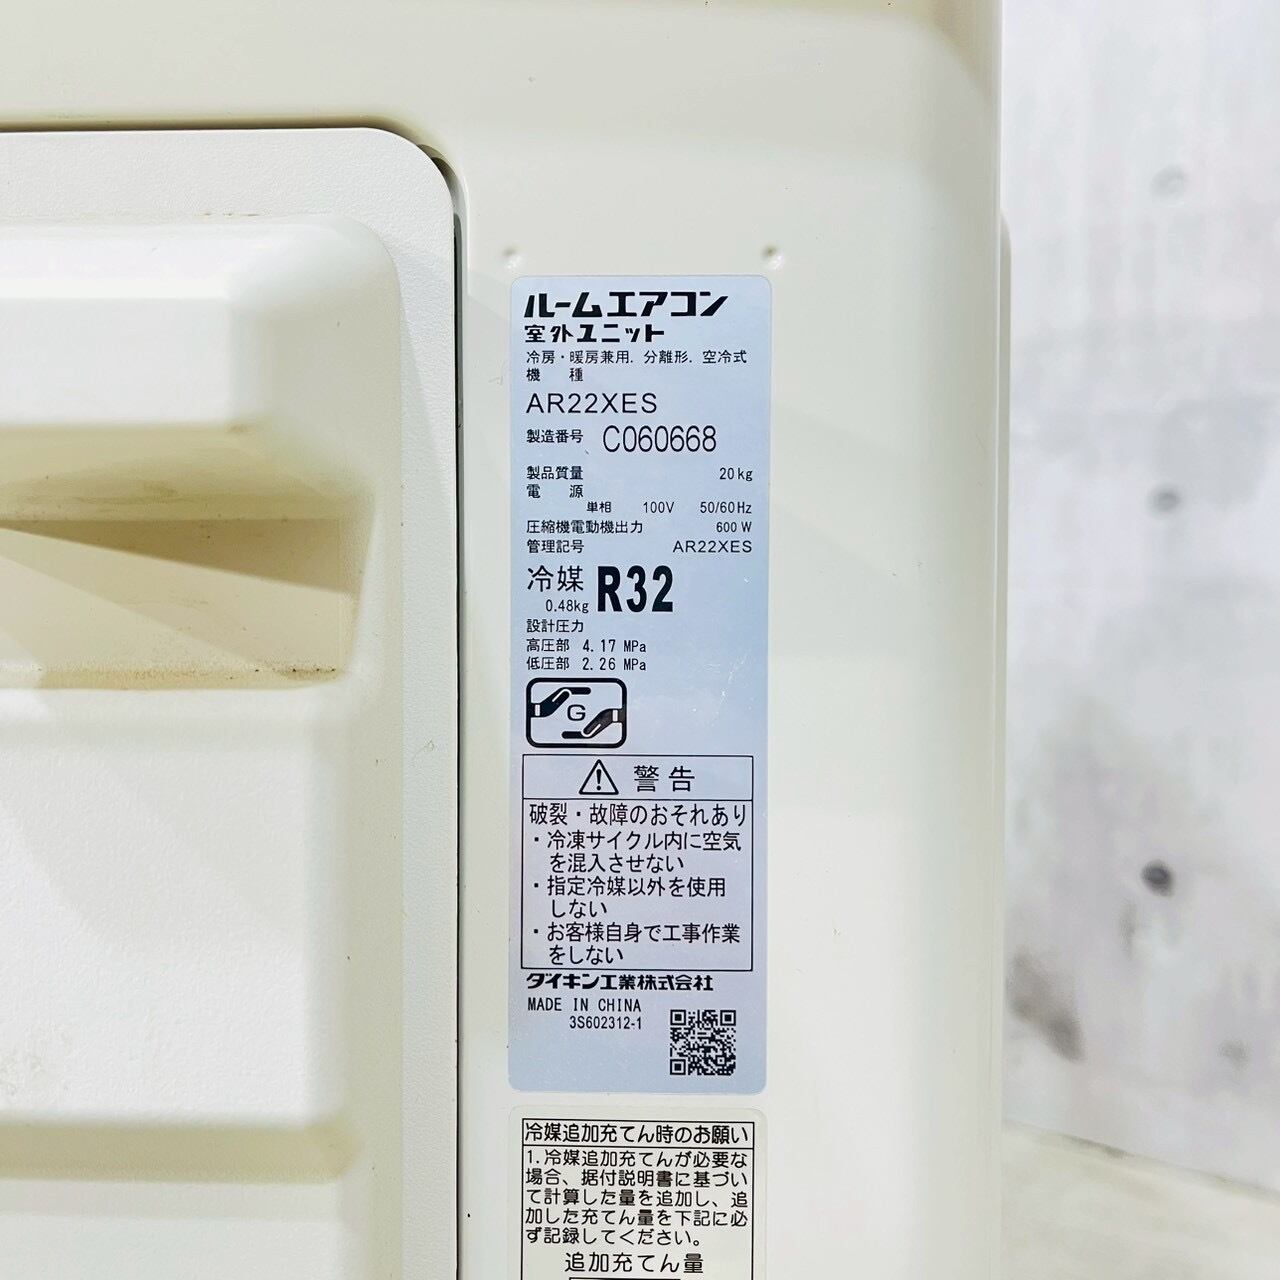 ルームエアコン
室外ユニット
冷房・暖房兼用. 分離形. 空冷式
機 種
AR22XES
製造番号 C060668
製品質量 20kg
電 源
単相 100V 50/60Hz
圧縮機電動機出力 600 W
管理記号 AR22XES
冷媒 R32
0.48kg
設計圧力
高圧部 4.17 MPa
低圧部 2.26 MPa
G
警告
破裂・故障のおそれあり
・冷凍サイクル内に空気
を混入させない
・指定冷媒以外を使用
しない
・お客様自身で工事作業
をしない
ダイキン工業株式会社
MADE IN CHINA
3S602312-1
冷媒追加充てん時のお願い
1.冷媒追加充てんが必要な
場合、据付説明書に基づい
て計算した量を追加し、追
加した充てん量を下記に必
ず記録してください。
追加充てん量